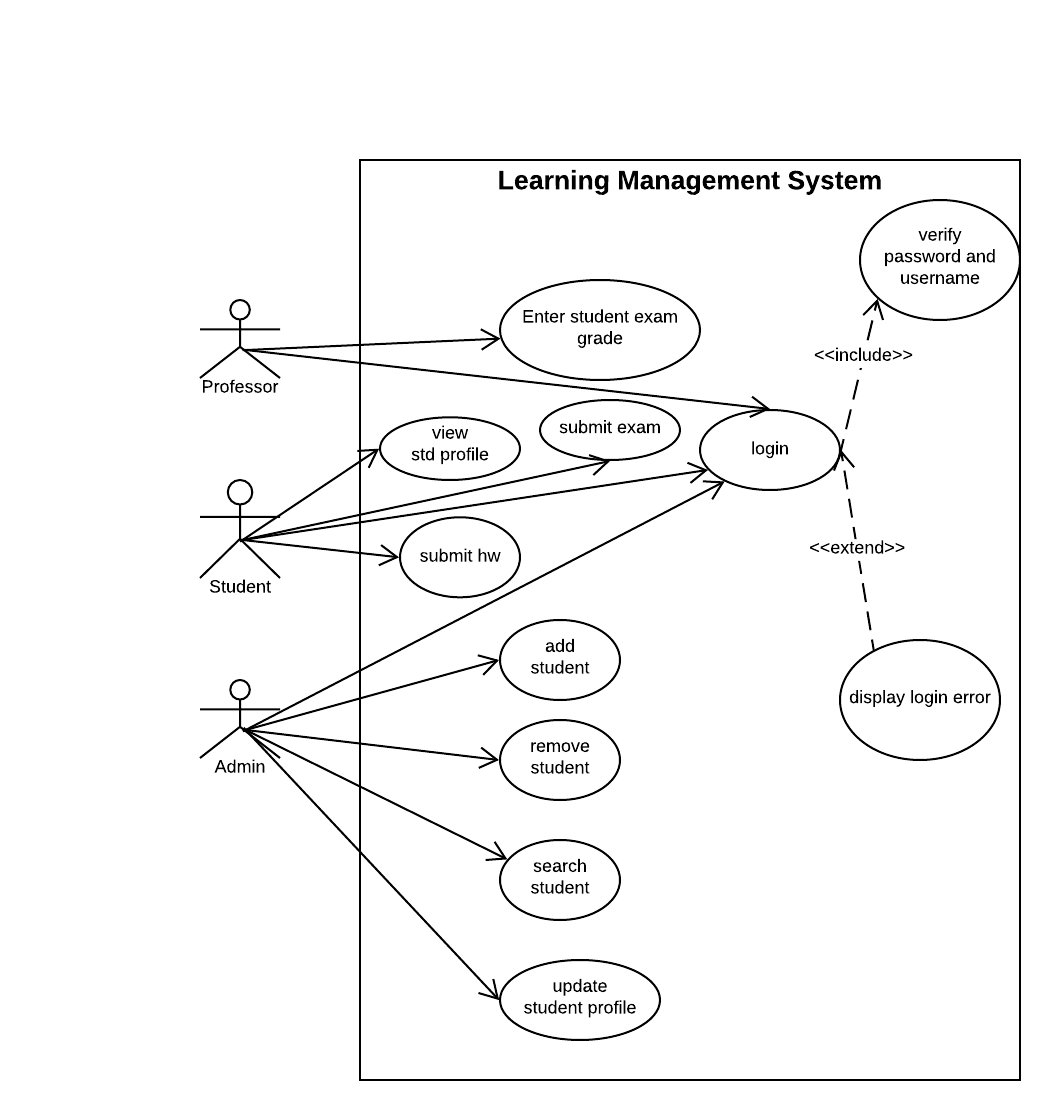 Learning Management System
verify
password and
username
Enter student exam
grade
<<include>>
Professor
view
std profile
submit exam
login
submit hw
<<extend>>
Student
add
student
display login error
remove
student
Admin
search
student
update
student profile